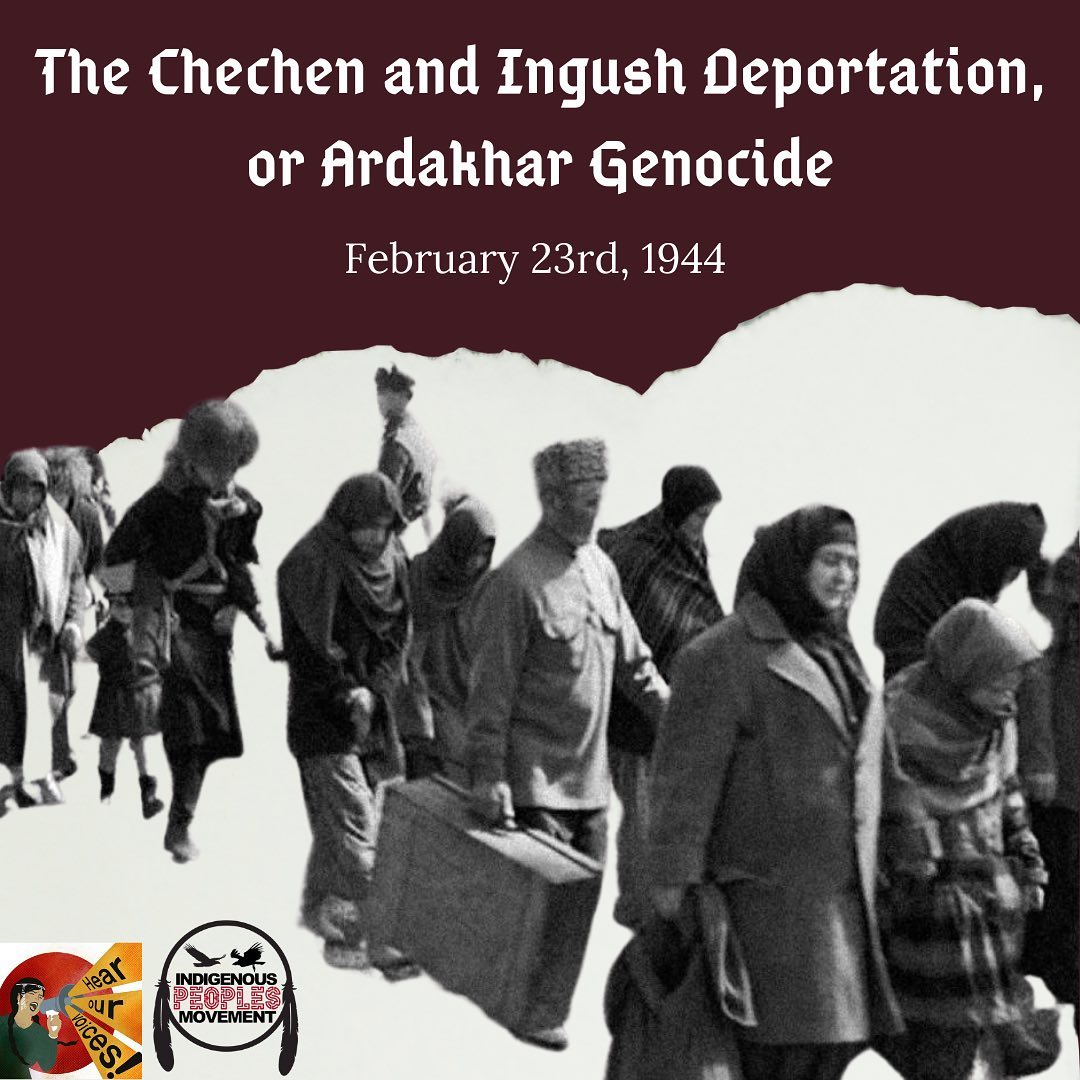 The Chechen and Ingush Deportation,
or Ardakhar Genocide
February 23rd, 1944
Hear
our
voices!
INDIGENOUS
PEOPLES
MOVEMENT